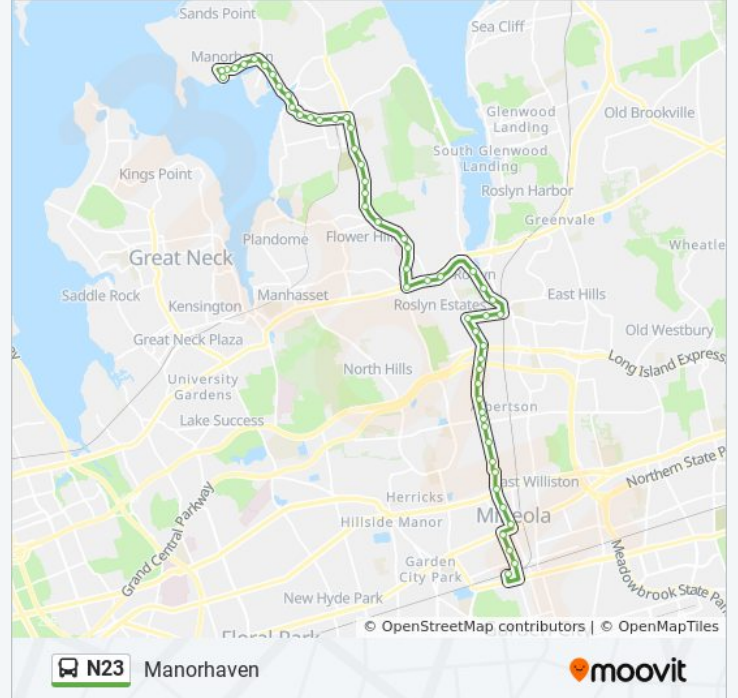 Sands Point
Sea Cliff
Manorhaven
Old Brookville
Glenwood
Landing
South Glenwood
Landing
Kings Point
Roslyn Harbor
Greenvale
Plandome
Flower Hill
Wheatle
Great Neck
Roslyn
Saddle Rock
Manhasset
East Hills
Kensington
Roslyn Estates
Great Neck Plaza
Old Westbury
Long Island Express
North Hills
University
Gardens
Albertson
Lake Success
Northern State P
East Williston
Herricks
Mineola
Hillside Manor
Grand Central Parkway
Garden
City Park
Meadowbrook State Par
New Hyde Park
Floral Park
Garden City
© OpenStreetMap contributors | © OpenMapTiles
N23 Manorhaven
moovit